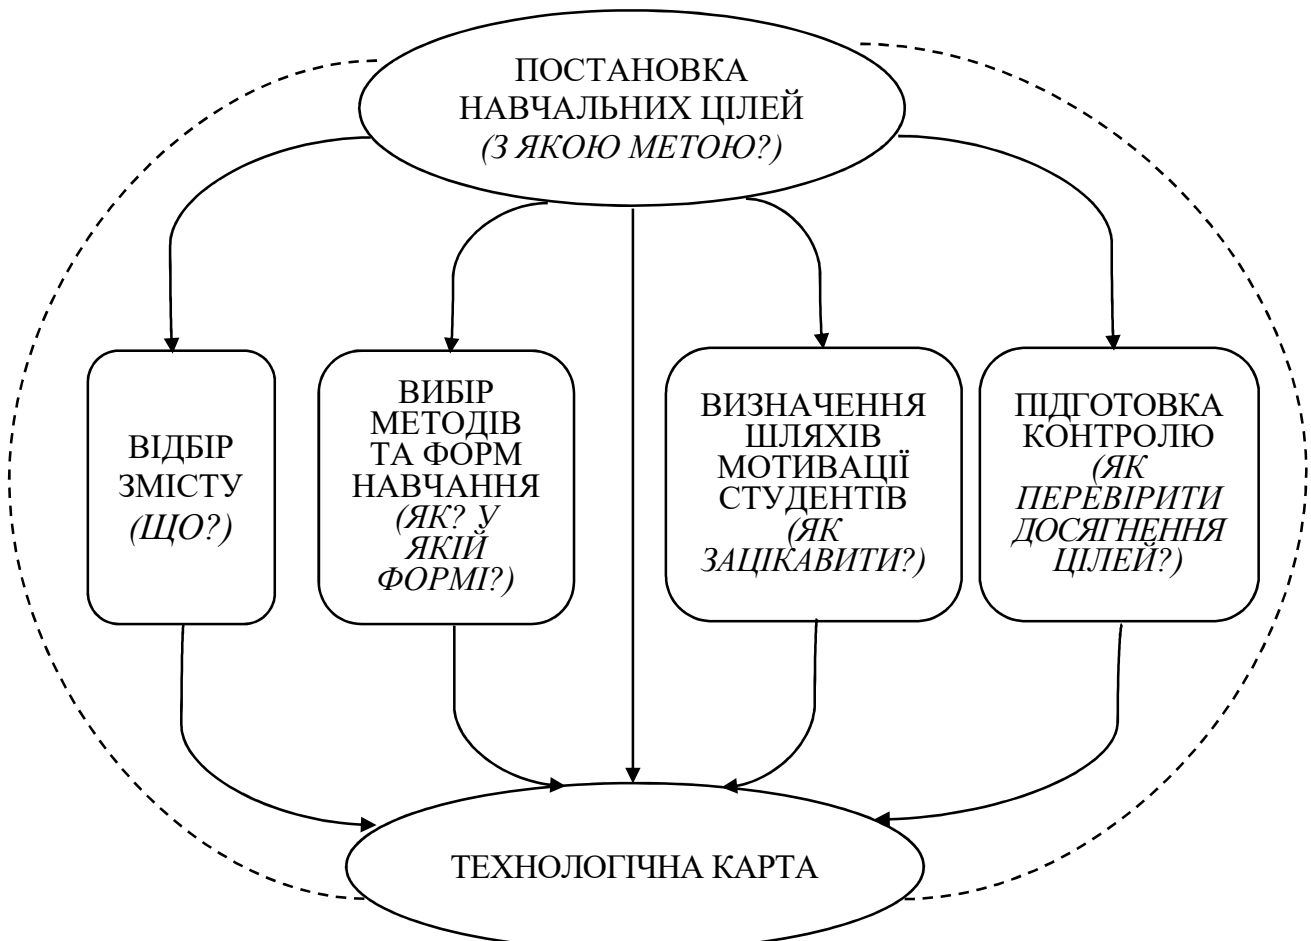 ПОСТАНОВКА
НАВЧАЛЬНИХ ЦІЛЕЙ
(З ЯКОЮ МЕТОЮ?)
ВІДБІР
ЗМІСТУ
(ЩО?)
ВИБІР
МЕТОДІВ
ТА ФОРМ
НАВЧАННЯ
(ЯК? У
ЯКІЙ
ФОРМІ?)
ВИЗНАЧЕННЯ
ШЛЯХІВ
МОТИВАЦІЇ
СТУДЕНТІВ
(ЯК
ЗАЦІКАВИТИ?)
ПІДГОТОВКА
КОНТРОЛЮ
(ЯК
ПЕРЕВІРИТИ
ДОСЯГНЕННЯ
ЦІЛЕЙ?)
ТЕХНОЛОГІЧНА КАРТА